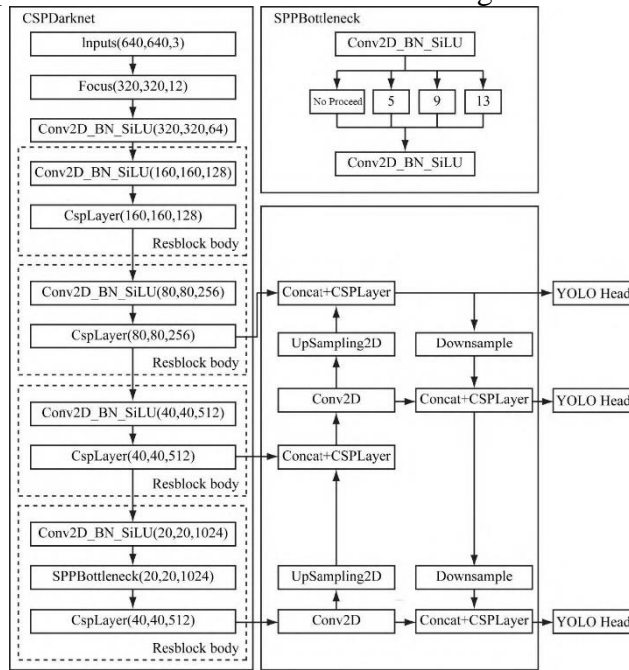 CSPDarknet
Inputs(640,640,3)
Focus(320,320,12)
Conv2D_BN_SiLU(320,320,64)
Conv2D_BN_SiLU(160,160,128)
CspLayer(160,160,128)
Resblock body
Conv2D_BN_SiLU(80,80,256)
CspLayer(80,80,256)
Resblock body
Conv2D_BN_SiLU(40,40,512)
CspLayer(40,40,512)
Resblock body
Conv2D_BN_SiLU(20,20,1024)
SPPBottleneck(20,20,1024)
CspLayer(40,40,512)
Resblock body
SPPBottleneck
Conv2D_BN_SiLU
No Proceed
5
9
13
Conv2D_BN_SiLU
Concat+CSPLayer
UpSampling2D
Conv2D
Concat+CSPLayer
UpSampling2D
Conv2D
Downsample
Concat+CSPLayer
Downsample
Concat+CSPLayer
YOLO Head
YOLO Head
YOLO Head